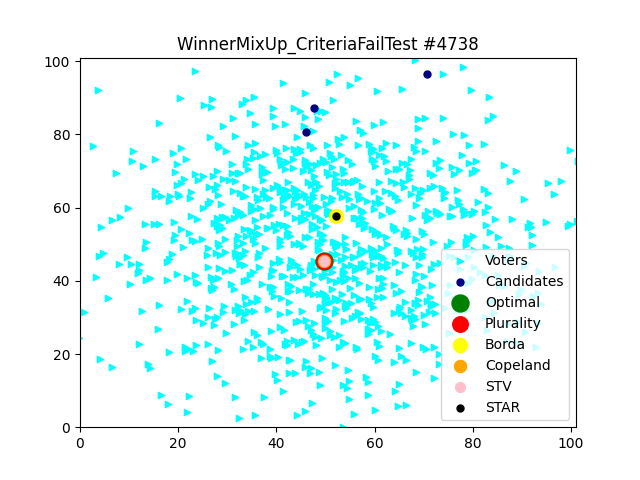 WinnerMixUp_CriteriaFailTest #4738
100
80
60
40
20
0
0 20 40 60 80 100
Voters
Candidates
Optimal
Plurality
Borda
Copeland
STV
STAR